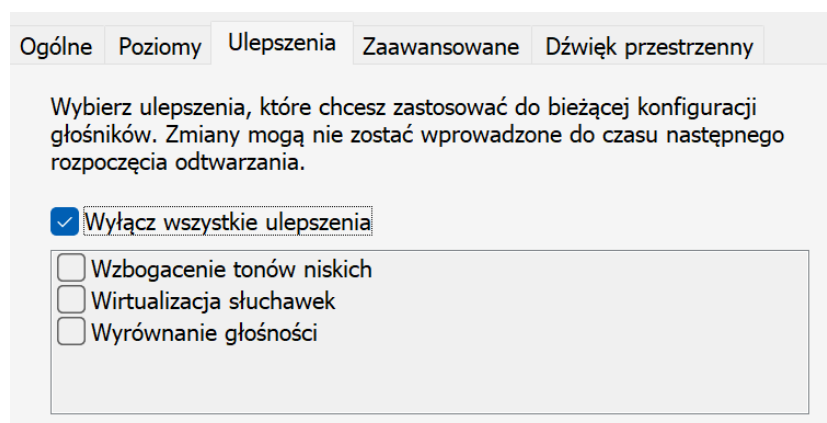 Ogólne Poziomy Ulepszenia Zaawansowane Dźwięk przestrzenny
Wybierz ulepszenia, które chcesz zastosować do bieżącej konfiguracji
głośników. Zmiany mogą nie zostać wprowadzone do czasu następnego
rozpoczęcia odtwarzania.
Wyłącz wszystkie ulepszenia
Wzbogacenie tonów niskich
Wirtualizacja słuchawek
Wyrównanie głośności